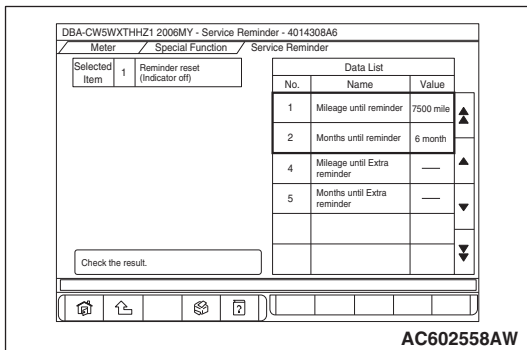 DBA-CW5WXTHHZ1 2006MY - Service Reminder - 4014308A6
Meter / Special Function / Service Reminder
Selected Item 1 Reminder reset (Indicator off)
Data List
No. Name Value
1 Mileage until reminder 7500 mile
2 Months until reminder 6 month
4 Mileage until Extra reminder —
5 Months until Extra reminder —
Check the result.
?
AC602558AW